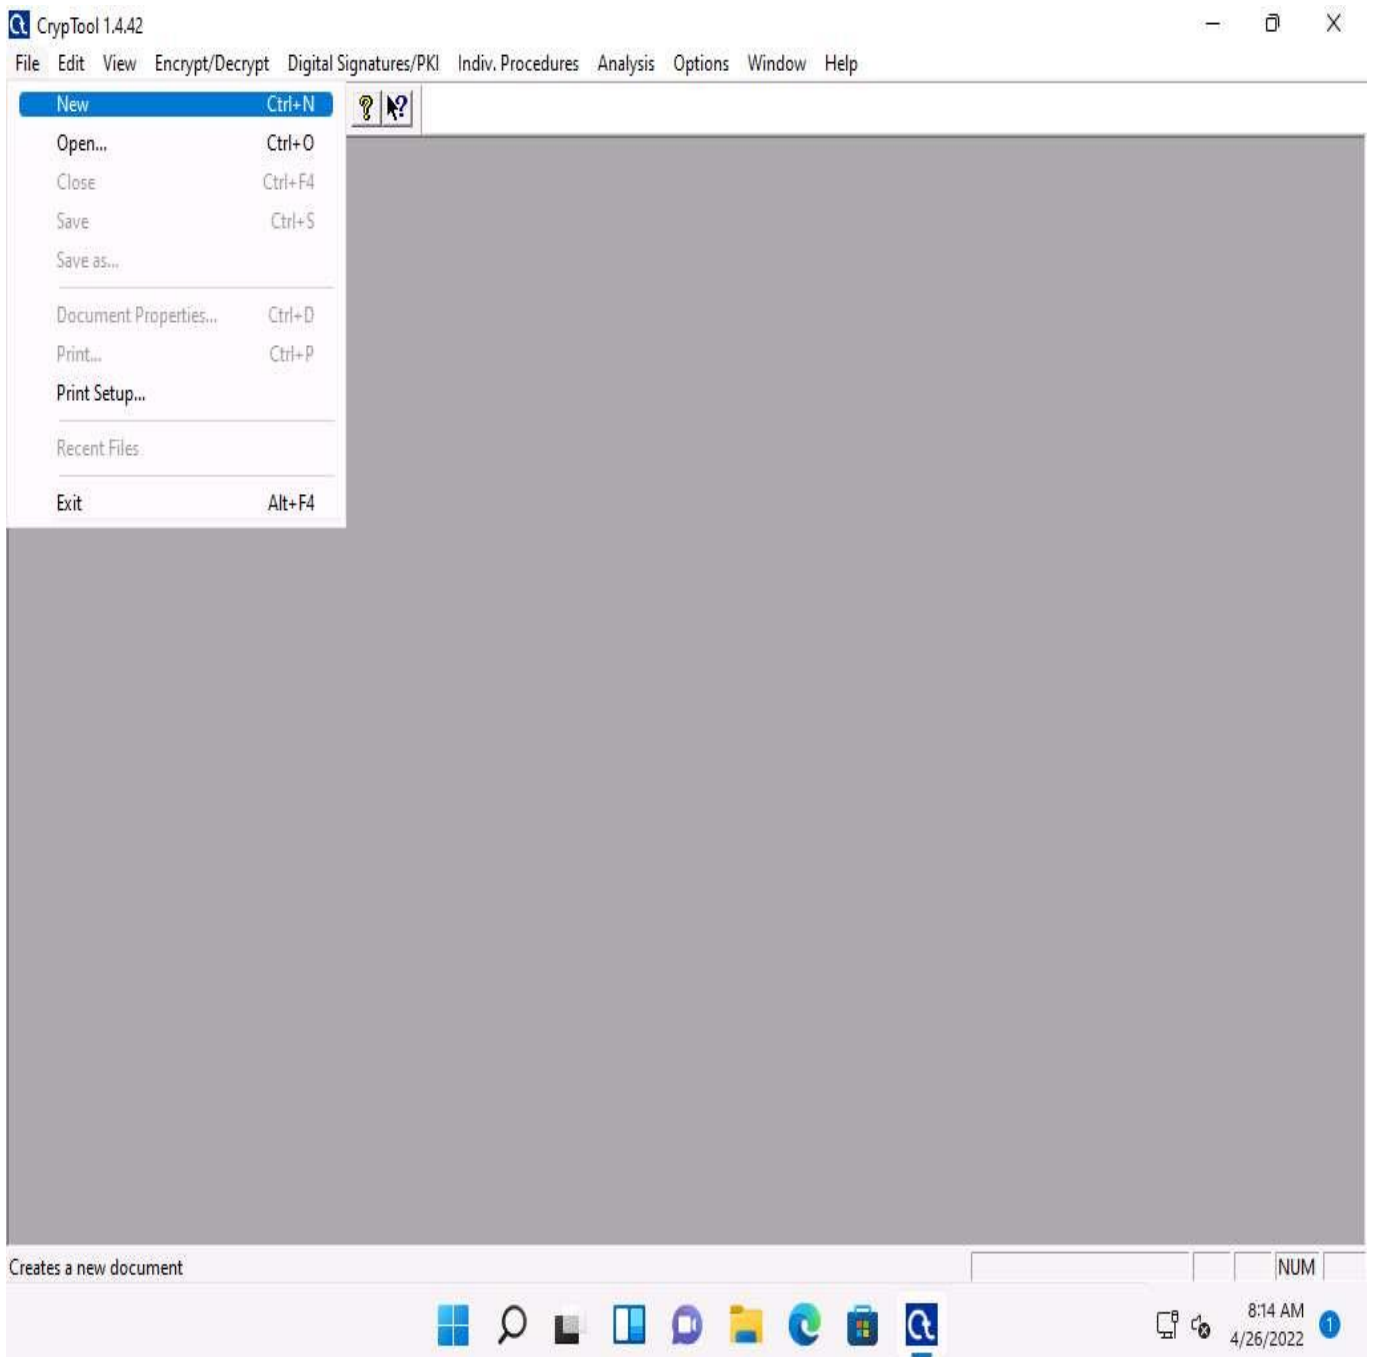 CrypTool 1.4.42
File Edit View Encrypt/Decrypt Digital Signatures/PKI Indiv. Procedures Analysis Options Window Help
New Ctrl+N
Open... Ctrl+O
Close Ctrl+F4
Save Ctrl+S
Save as...
Document Properties... Ctrl+D
Print... Ctrl+P
Print Setup...
Recent Files
Exit Alt+F4
Creates a new document NUM
8:14 AM
4/26/2022
1